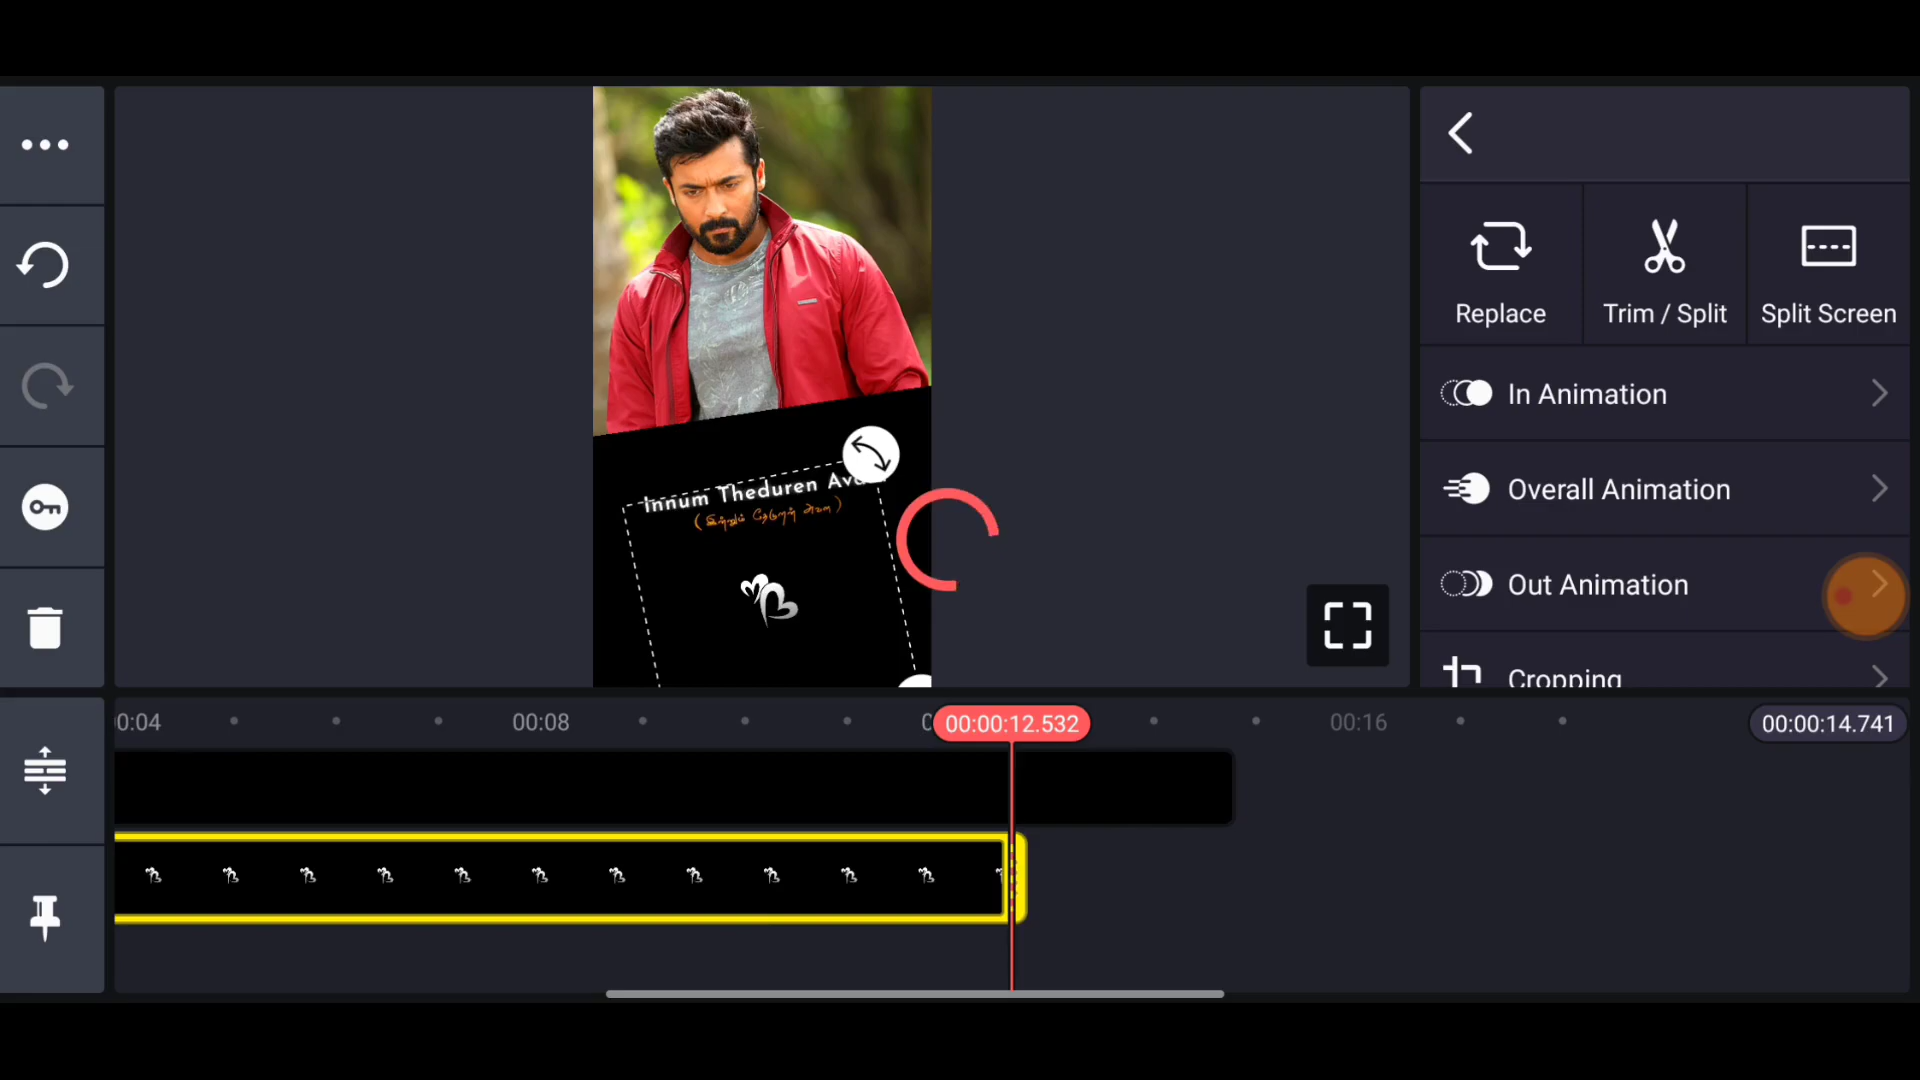 Replace
Trim / Split
Split Screen
In Animation
Overall Animation
Innum Theduren Ava
Out Animation
Cropping
0:04
00:08
00:00:12.532
00:16
00:00:14.741